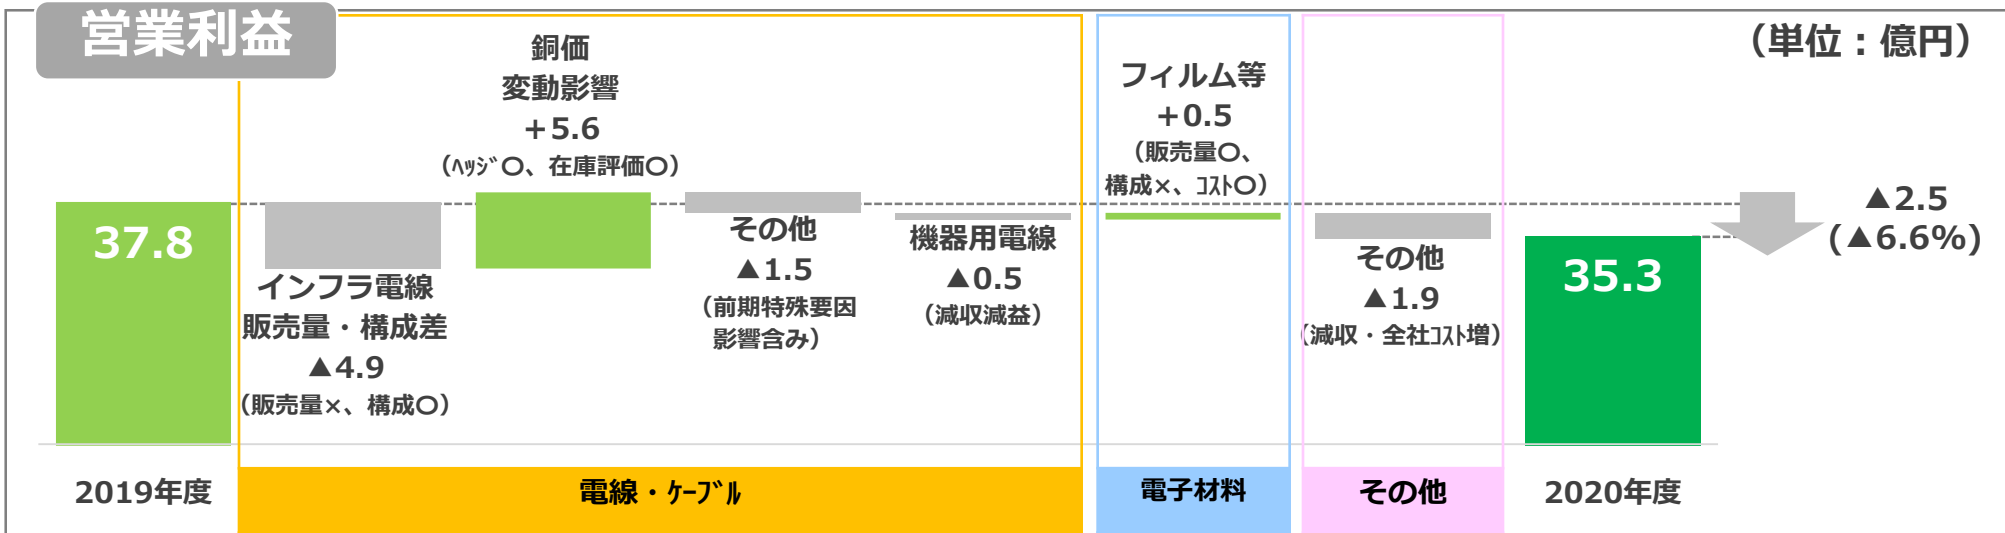 営業利益
（単位：億円）
37.8
インフラ電線
販売量・構成差
▲4.9
（販売量×、構成〇）
銅価
変動影響
＋5.6
（ﾍｯｼﾞ〇、在庫評価〇）
その他
▲1.5
（前期特殊要因
影響含み）
機器用電線
▲0.5
（減収減益）
フィルム等
＋0.5
（販売量〇、
構成×、ｺｽﾄ〇）
その他
▲1.9
（減収・全社ｺｽﾄ増）
35.3
▲2.5
(▲6.6%)
2019年度
電線・ｹｰﾌﾞﾙ
電子材料
その他
2020年度